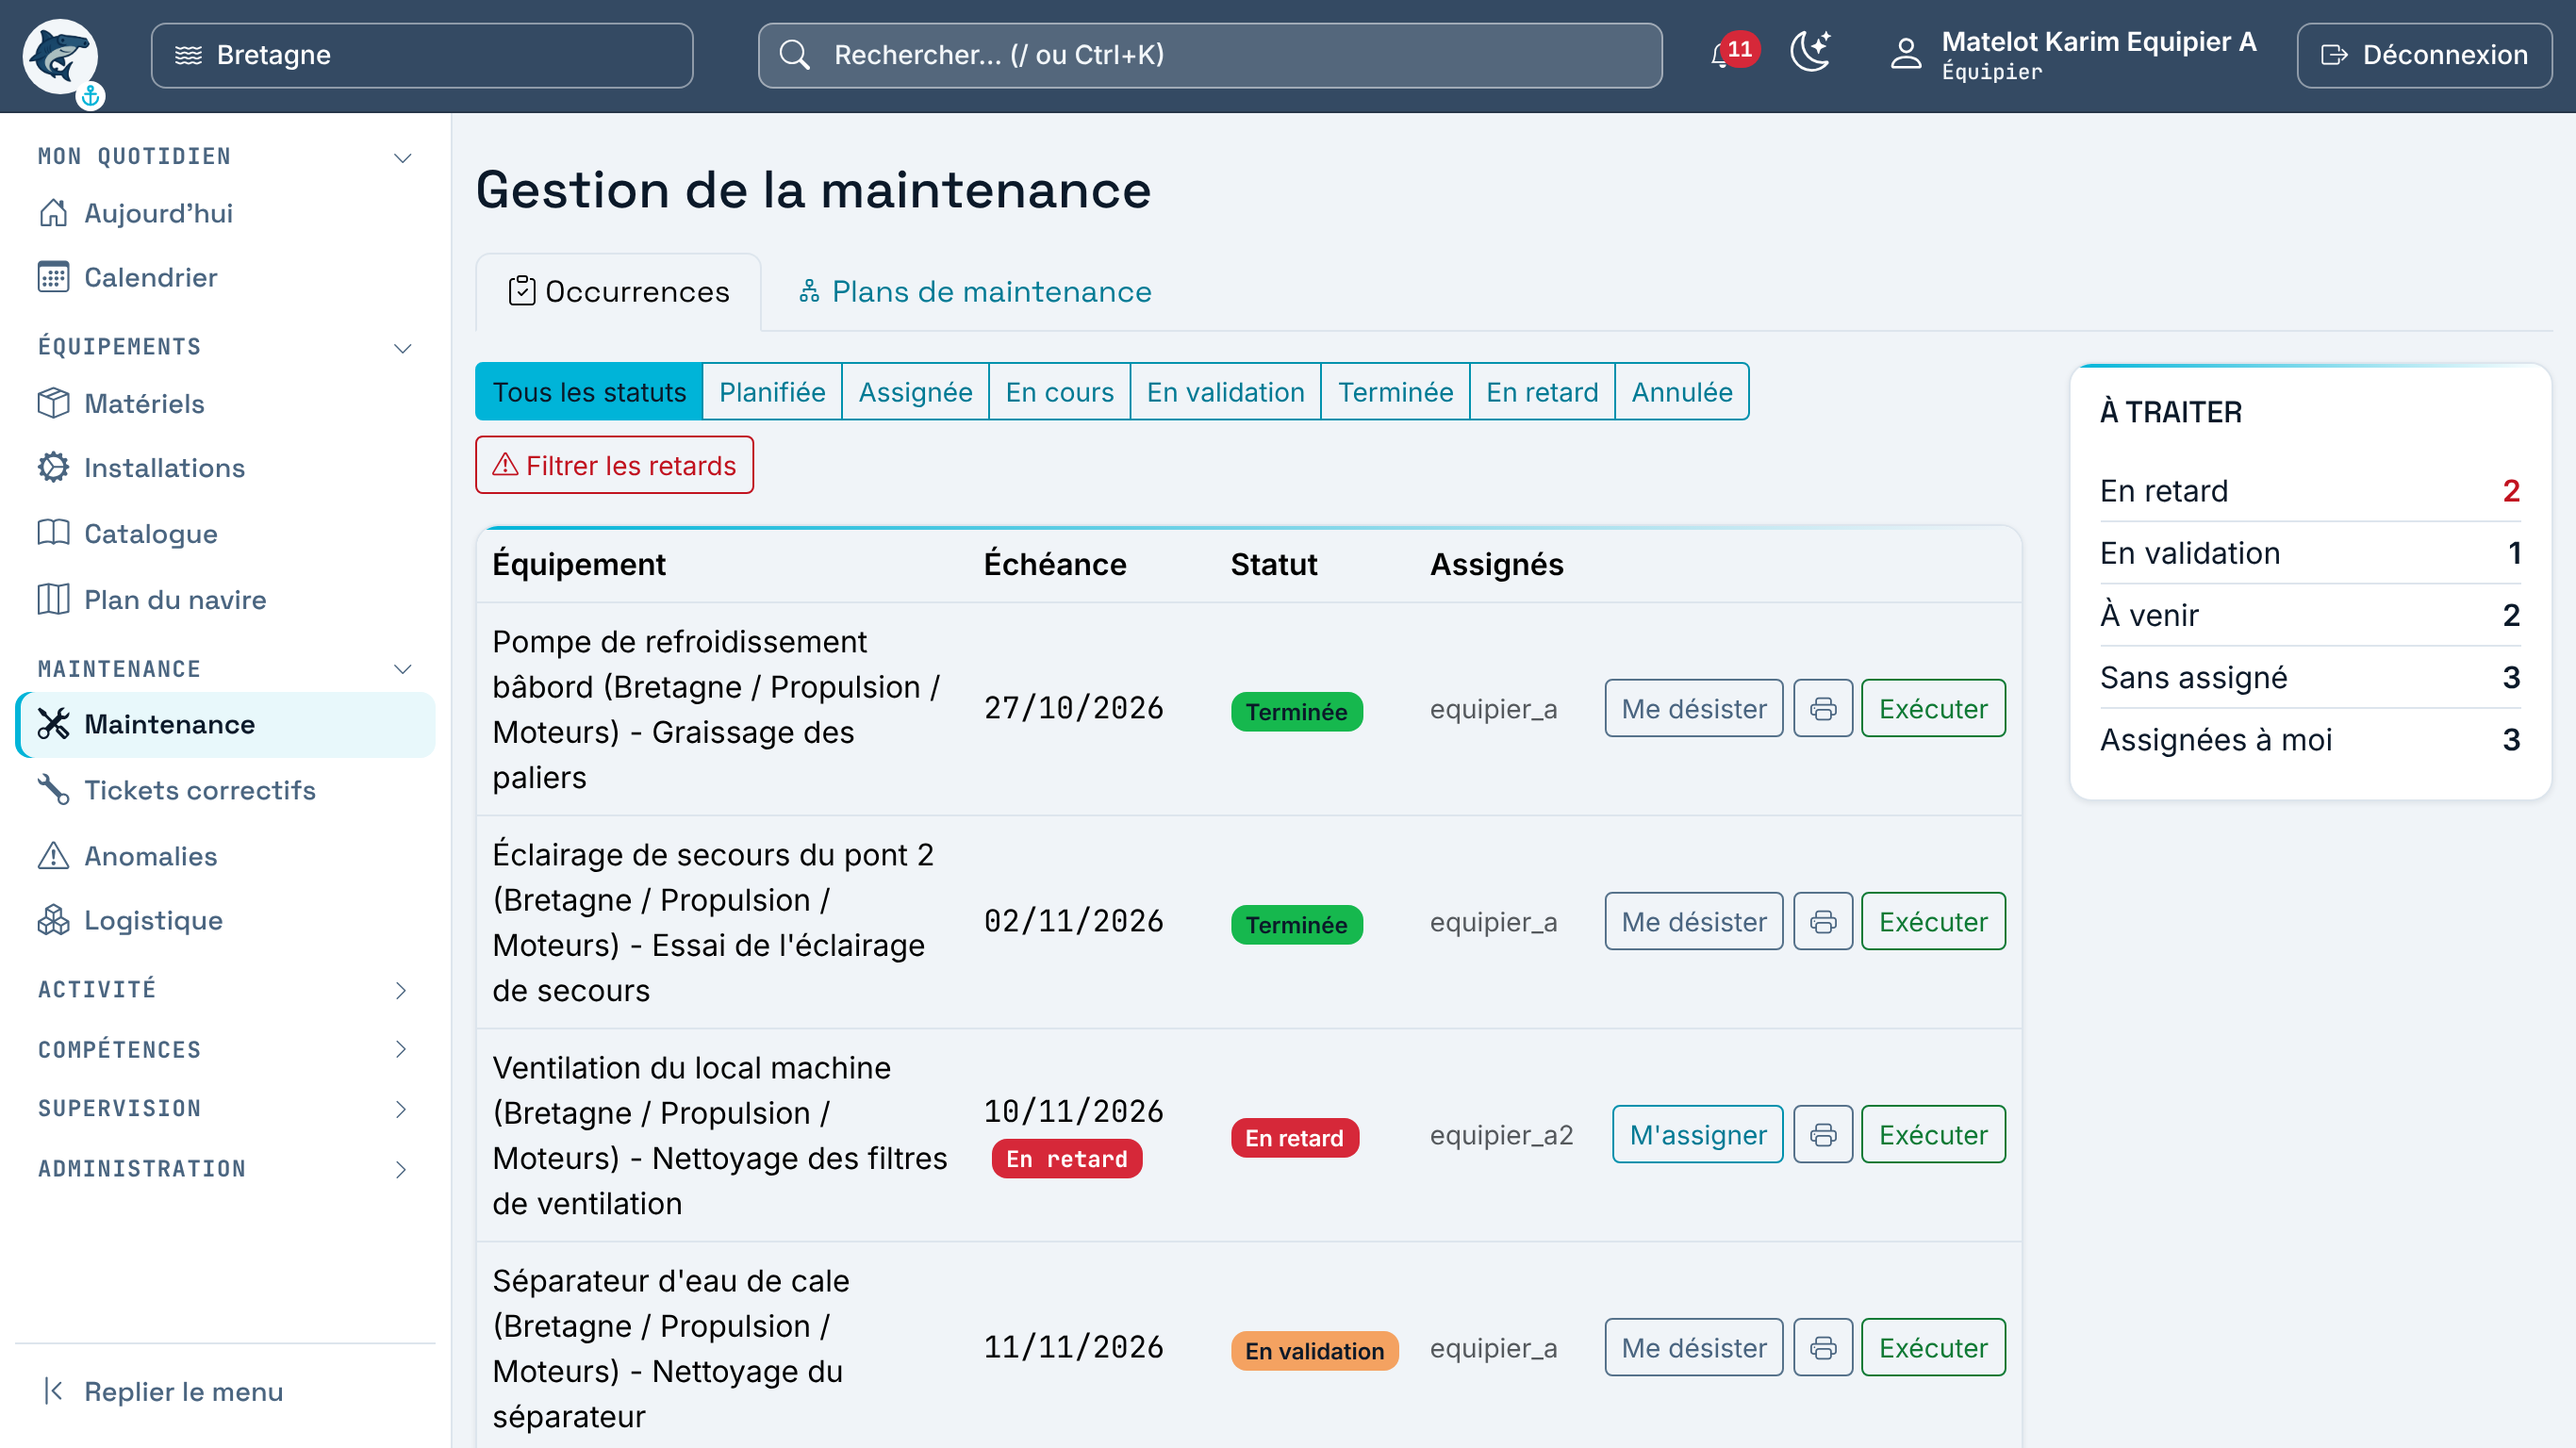 Bretagne
Rechercher... (/ ou Ctrl+K)
11
Matelot Karim Equipier A
Équipier
Déconnexion
MON QUOTIDIEN
Aujourd'hui
Calendrier
ÉQUIPEMENTS
Matériels
Installations
Catalogue
Plan du navire
MAINTENANCE
Maintenance
Tickets correctifs
Anomalies
Logistique
ACTIVITÉ
COMPÉTENCES
SUPERVISION
ADMINISTRATION
Replier le menu
Gestion de la maintenance
Occurrences
Plans de maintenance
Tous les statuts
Planifiée
Assignée
En cours
En validation
Terminée
En retard
Annulée
Filtrer les retards
Équipement
Échéance
Statut
Assignés
Pompe de refroidissement
bâbord (Bretagne / Propulsion /
Moteurs) - Graissage des
paliers
27/10/2026
Terminée
equipier_a
Me désister
Exécuter
Éclairage de secours du pont 2
(Bretagne / Propulsion /
Moteurs) - Essai de l'éclairage
de secours
02/11/2026
Terminée
equipier_a
Me désister
Exécuter
Ventilation du local machine
(Bretagne / Propulsion /
Moteurs) - Nettoyage des filtres
de ventilation
10/11/2026
En retard
En retard
equipier_a2
M'assigner
Exécuter
Séparateur d'eau de cale
(Bretagne / Propulsion /
Moteurs) - Nettoyage du
séparateur
11/11/2026
En validation
equipier_a
Me désister
Exécuter
À TRAITER
En retard 2
En validation 1
À venir 2
Sans assigné 3
Assignées à moi 3